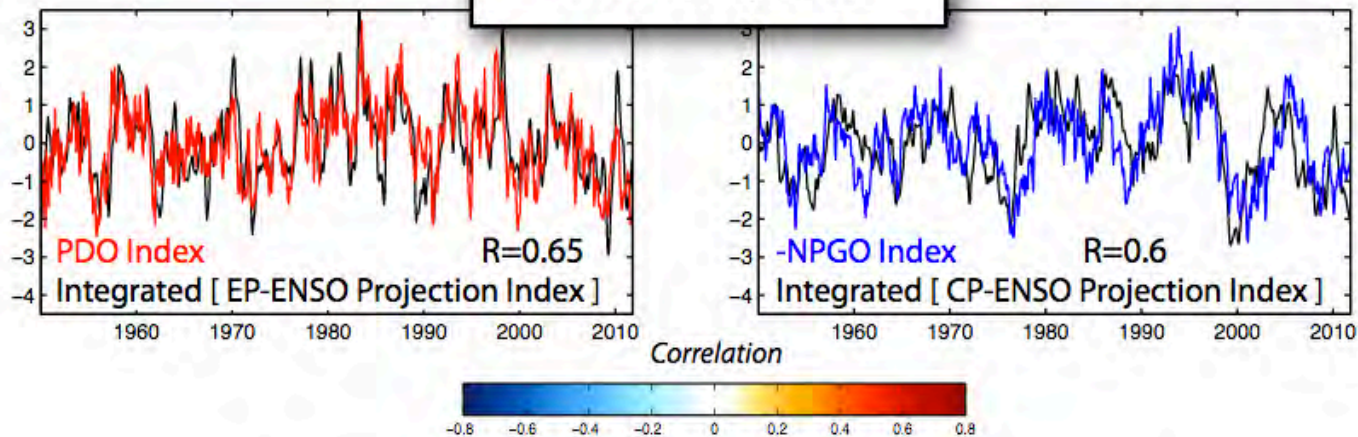 3
2
1
0
−1
−2
−3
−4
PDO Index
R=0.65
Integrated [ EP-ENSO Projection Index ]
1960 1970 1980 1990 2000 2010
3
2
1
0
−1
−2
−3
−4
-NPGO Index
R=0.6
Integrated [ CP-ENSO Projection Index ]
1960 1970 1980 1990 2000 2010
Correlation
-0.8 -0.6 -0.4 -0.2 0 0.2 0.4 0.6 0.8